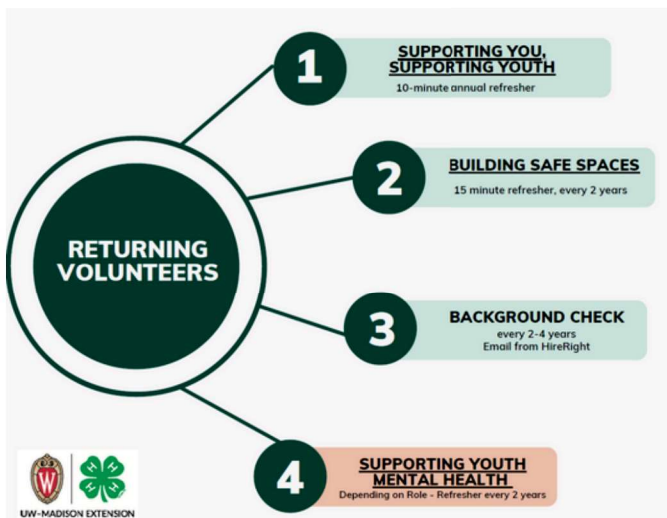 1
SUPPORTING YOU,
SUPPORTING YOUTH
10-minute annual refresher
2
BUILDING SAFE SPACES
15 minute refresher, every 2 years
RETURNING
VOLUNTEERS
3
BACKGROUND CHECK
every 2-4 years
Email from HireRight
4
SUPPORTING YOUTH
MENTAL HEALTH
Depending on Role - Refresher every 2 years
W
H H
H H
UW-MADISON EXTENSION